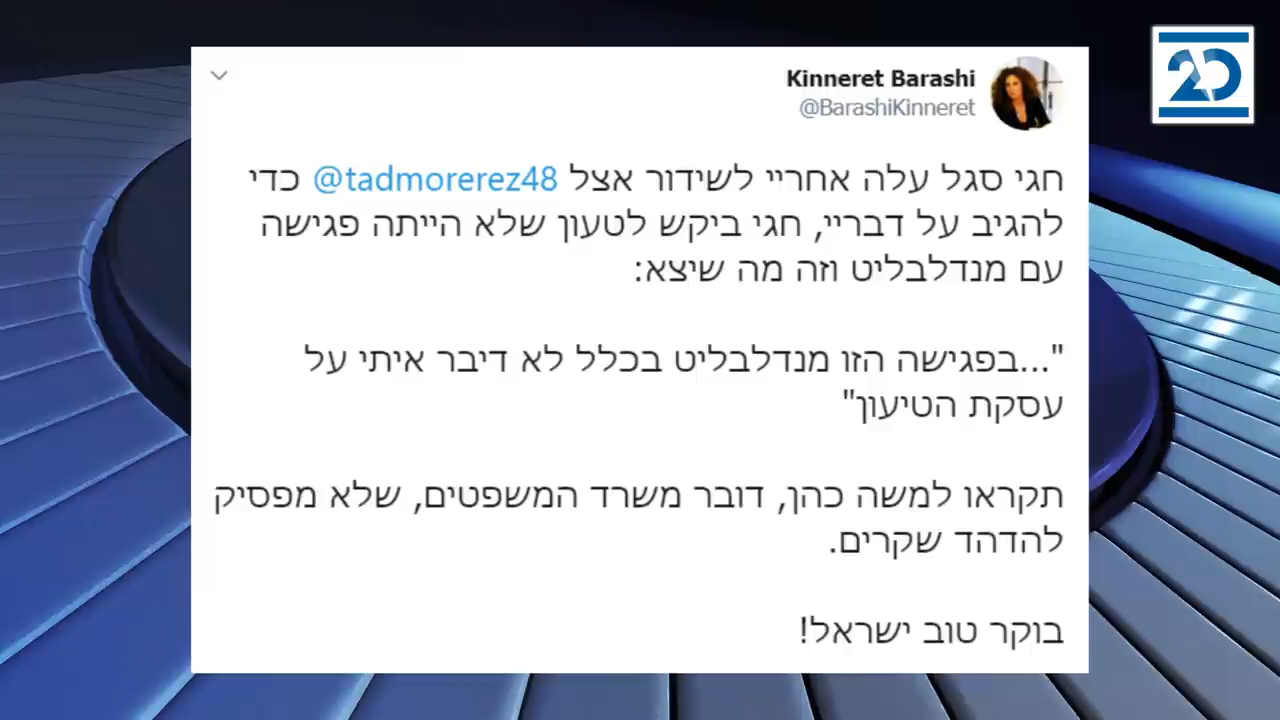 20
Kinneret Barashi
@BarashiKinneret
חגי סגל עלה אחריי לשידור אצל @tadmorerez48 כדי
להגיב על דבריי, חגי ביקש לטעון שלא הייתה פגישה
עם מנדלבליט וזה מה שיצא:
"...בפגישה הזו מנדלבליט בכלל לא דיבר איתי על
עסקת הטיעון"
תקראו למשה כהן, דובר משרד המשפטים, שלא מפסיק
להדהד שקרים.
בוקר טוב ישראל!